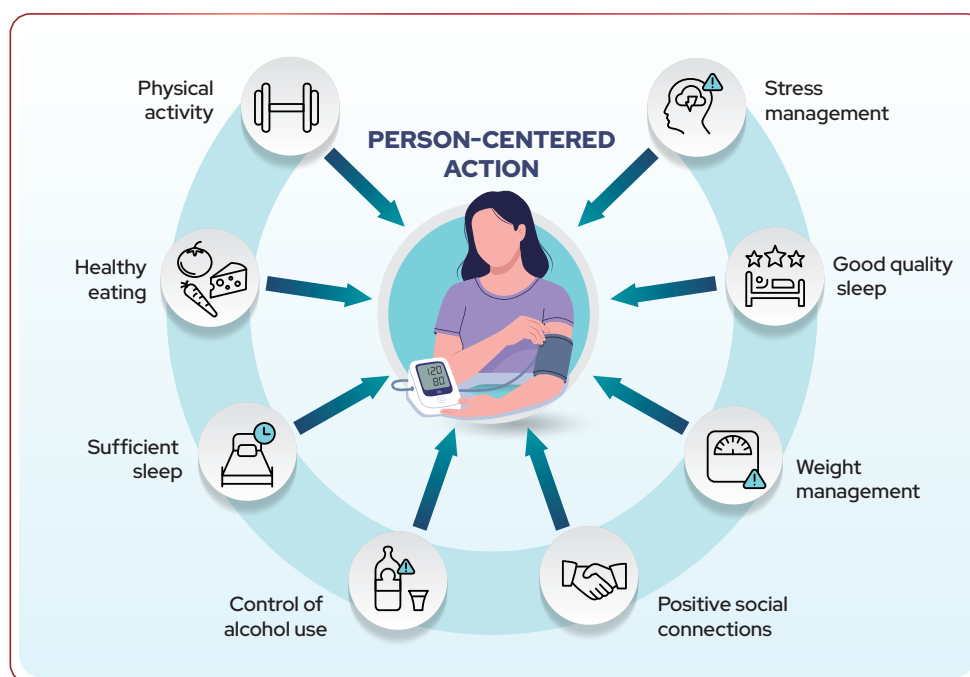 Physical
activity
Stress
management
PERSON-CENTERED
ACTION
Healthy
eating
Good quality
sleep
120
80
Sufficient
sleep
Weight
management
Control of
alcohol use
Positive social
connections